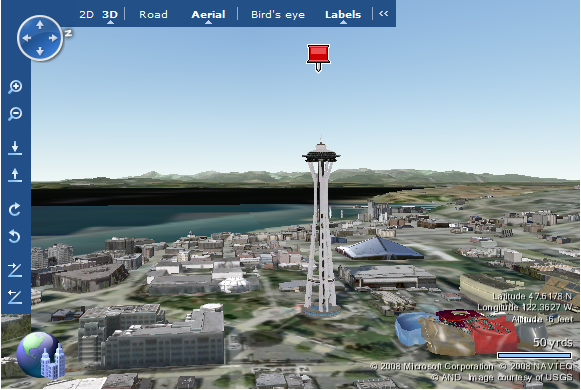 2D 3D Road Aerial Bird's eye Labels <<
Latitude 47.6178 N
Longitude 122.3627 W
Altitude -6 feet
50 yrds
© 2008 Microsoft Corporation © 2008 NAVTEQ
© AND Image courtesy of USGS